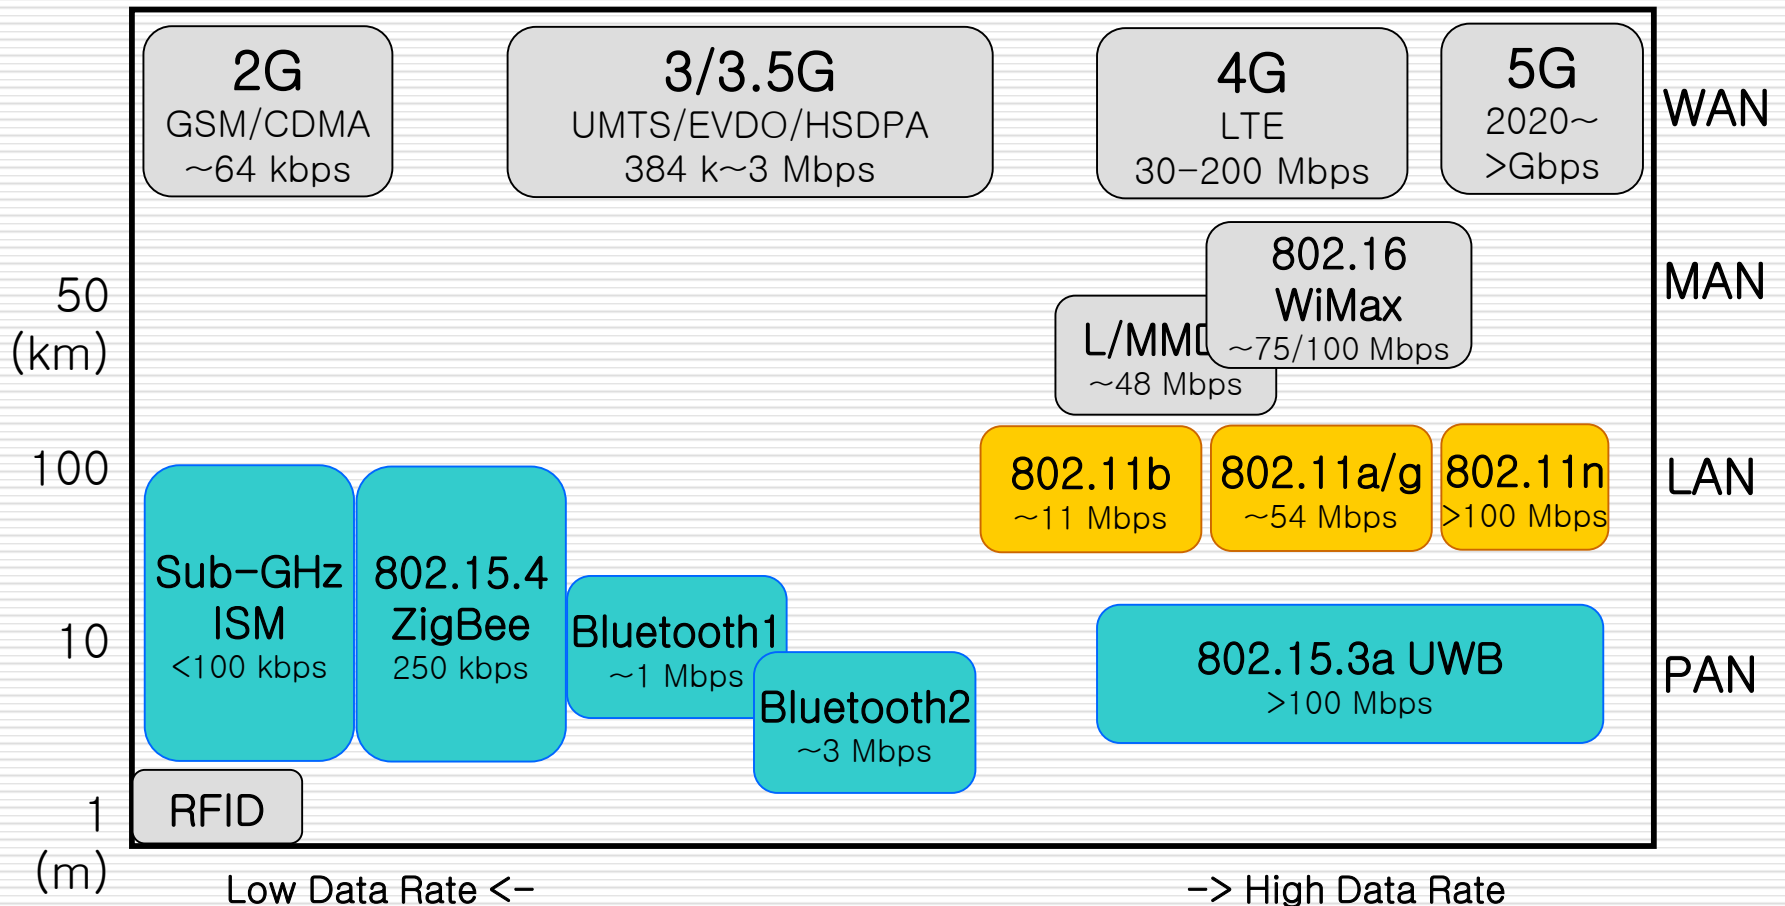 2G
GSM/CDMA
~64 kbps
3/3.5G
UMTS/EVDO/HSDPA
384 k~3 Mbps
4G
LTE
30-200 Mbps
5G
2020~
>Gbps
WAN
802.16
WiMax
~75/100 Mbps
MAN
50
(km)
L/MMD
~48 Mbps
100
802.11b
~11 Mbps
802.11a/g
~54 Mbps
802.11n
>100 Mbps
LAN
Sub-GHz
ISM
<100 kbps
802.15.4
ZigBee
250 kbps
10
Bluetooth1
~1 Mbps
Bluetooth2
~3 Mbps
802.15.3a UWB
>100 Mbps
PAN
1
(m)
RFID
Low Data Rate <-
-> High Data Rate